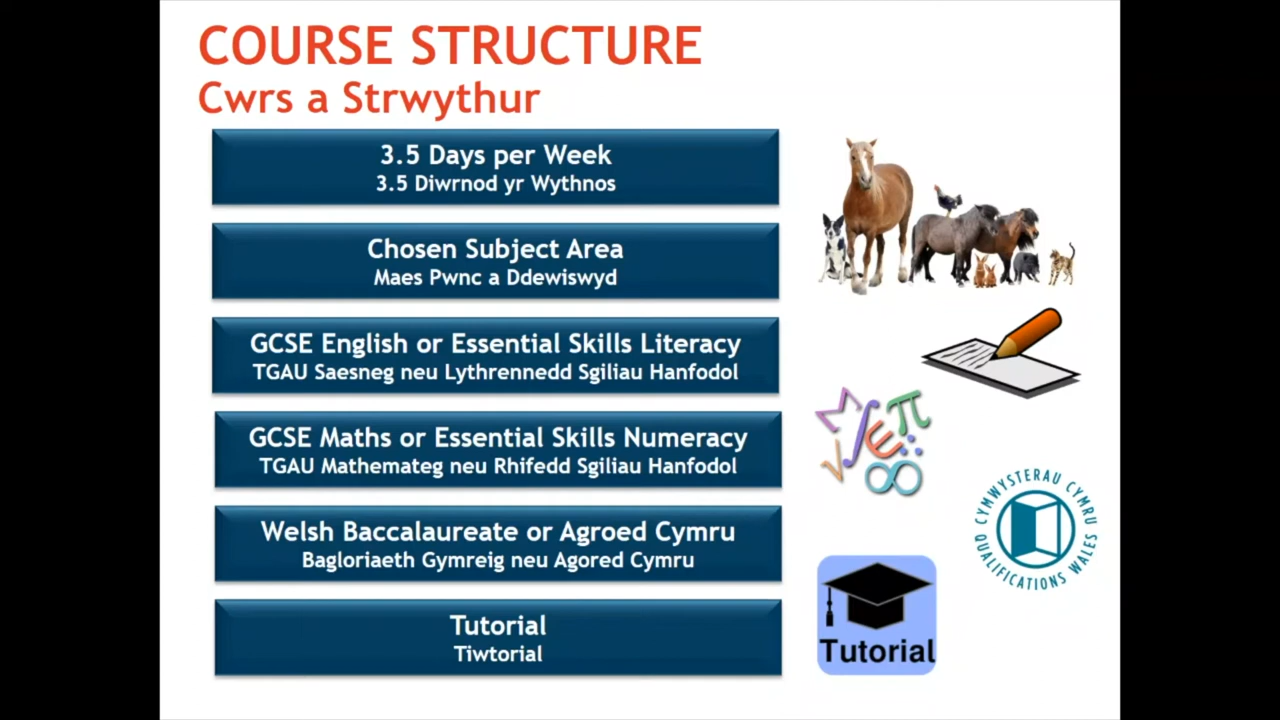 COURSE STRUCTURE
Cwrs a Strwythur
3.5 Days per Week
3.5 Diwrnod yr Wythnos
Chosen Subject Area
Maes Pwnc a Ddewiswyd
GCSE English or Essential Skills Literacy
TGAU Saesneg neu Lythrennedd Sgiliau Hanfodol
GCSE Maths or Essential Skills Numeracy
TGAU Mathemateg neu Rhifedd Sgiliau Hanfodol
Welsh Baccalaureate or Agroed Cymru
Bagloriaeth Gymreig neu Agored Cymru
Tutorial
Tiwtorial
CYMWYSTERAU CYMRU
QUALIFICATIONS WALES
Tutorial